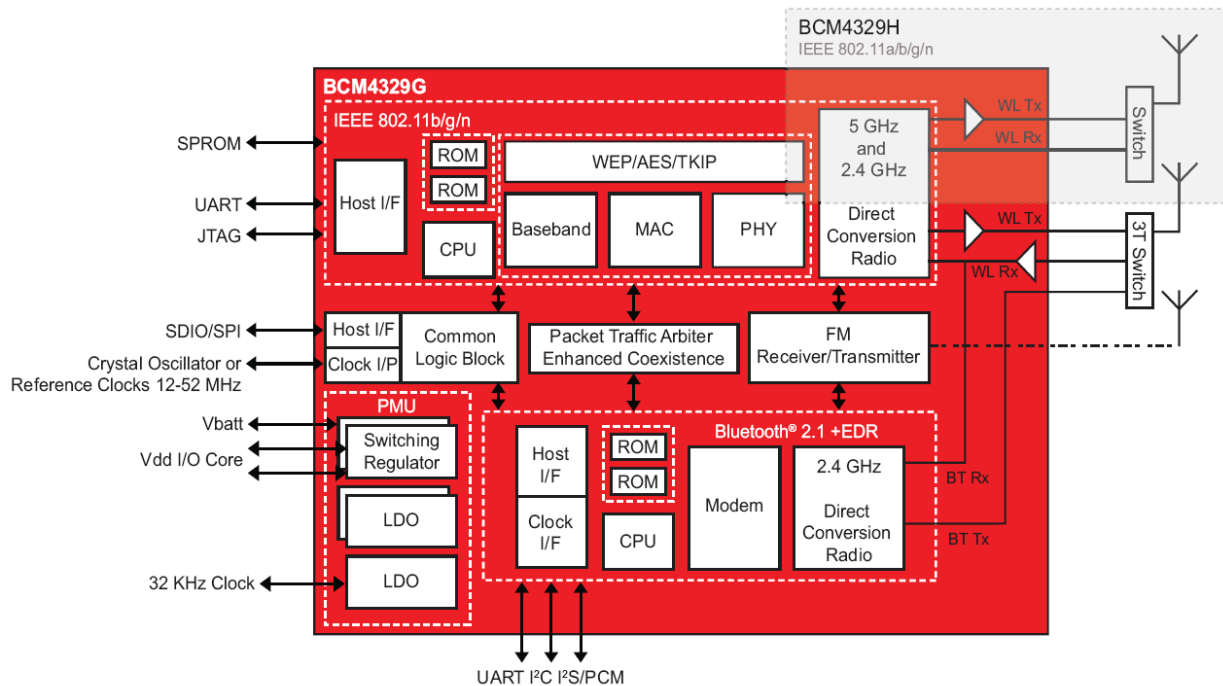 BCM4329H
IEEE 802.11a/b/g/n
BCM4329G
IEEE 802.11b/g/n
SPROM
UART
JTAG
Host I/F
ROM
ROM
CPU
WEP/AES/TKIP
Baseband
MAC
PHY
5 GHz
and
2.4 GHz
Direct
Conversion
Radio
WL Tx
WL Rx
Switch
WL Tx
WL Rx
3T Switch
SDIO/SPI
Crystal Oscillator or
Reference Clocks 12-52 MHz
Host I/F
Clock I/P
Common
Logic Block
Packet Traffic Arbiter
Enhanced Coexistence
FM
Receiver/Transmitter
PMU
Vbatt
Vdd I/O Core
32 KHz Clock
Switching
Regulator
LDO
LDO
Bluetooth® 2.1 +EDR
Host
I/F
Clock
I/F
ROM
ROM
CPU
Modem
2.4 GHz
Direct
Conversion
Radio
BT Rx
BT Tx
UART I²C I²S/PCM